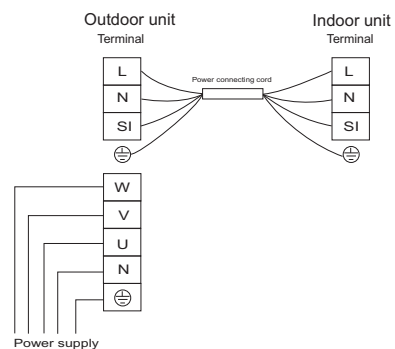 Outdoor unit
Terminal
Indoor unit
Terminal
Power connecting cord
L
N
SI
L
N
SI
W
V
U
N
Power supply